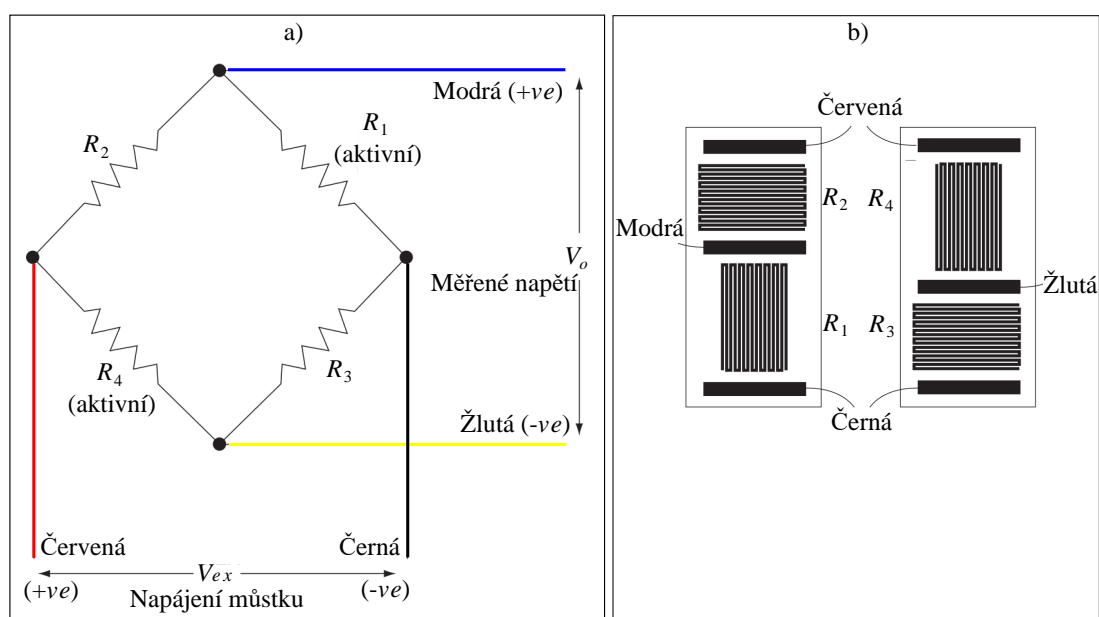 a)
Modrá (+ve)
R2
R1
(aktivní)
Vo
Měřené napětí
R4
(aktivní)
R3
Žlutá (-ve)
Červená
Černá
Vex
(+ve)
(-ve)
Napájení můstku
b)
Červená
R2
R4
Modrá
Žlutá
R1
R3
Černá